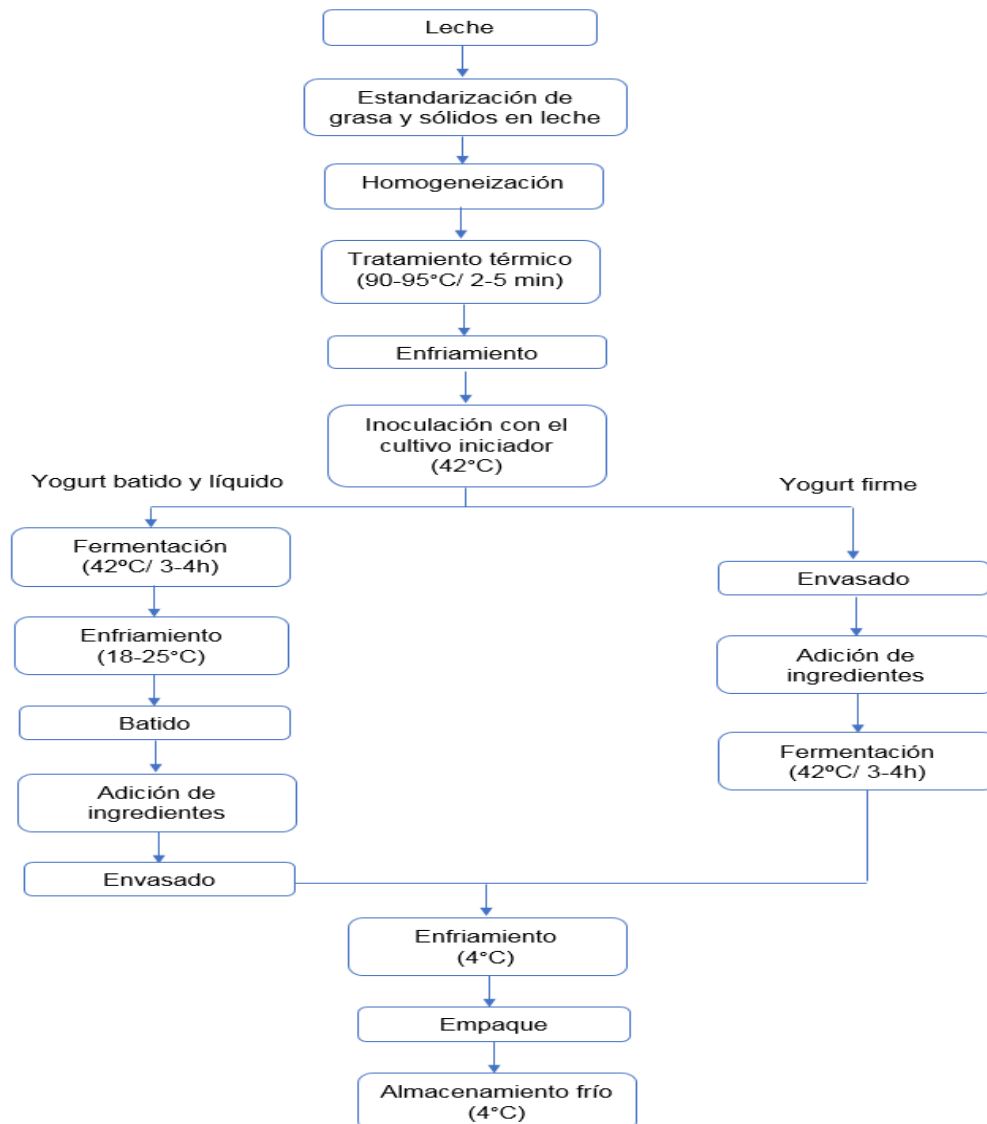 Leche
Estandarización de
grasa y sólidos en leche
Homogeneización
Tratamiento térmico
(90-95°C/ 2-5 min)
Enfriamiento
Inoculación con el
cultivo iniciador
(42°C)
Yogurt batido y líquido
Fermentación
(42ºC/ 3-4h)
Enfriamiento
(18-25°C)
Batido
Adición de
ingredientes
Envasado
Yogurt firme
Envasado
Adición de
ingredientes
Fermentación
(42ºC/ 3-4h)
Enfriamiento
(4°C)
Empaque
Almacenamiento frío
(4°C)